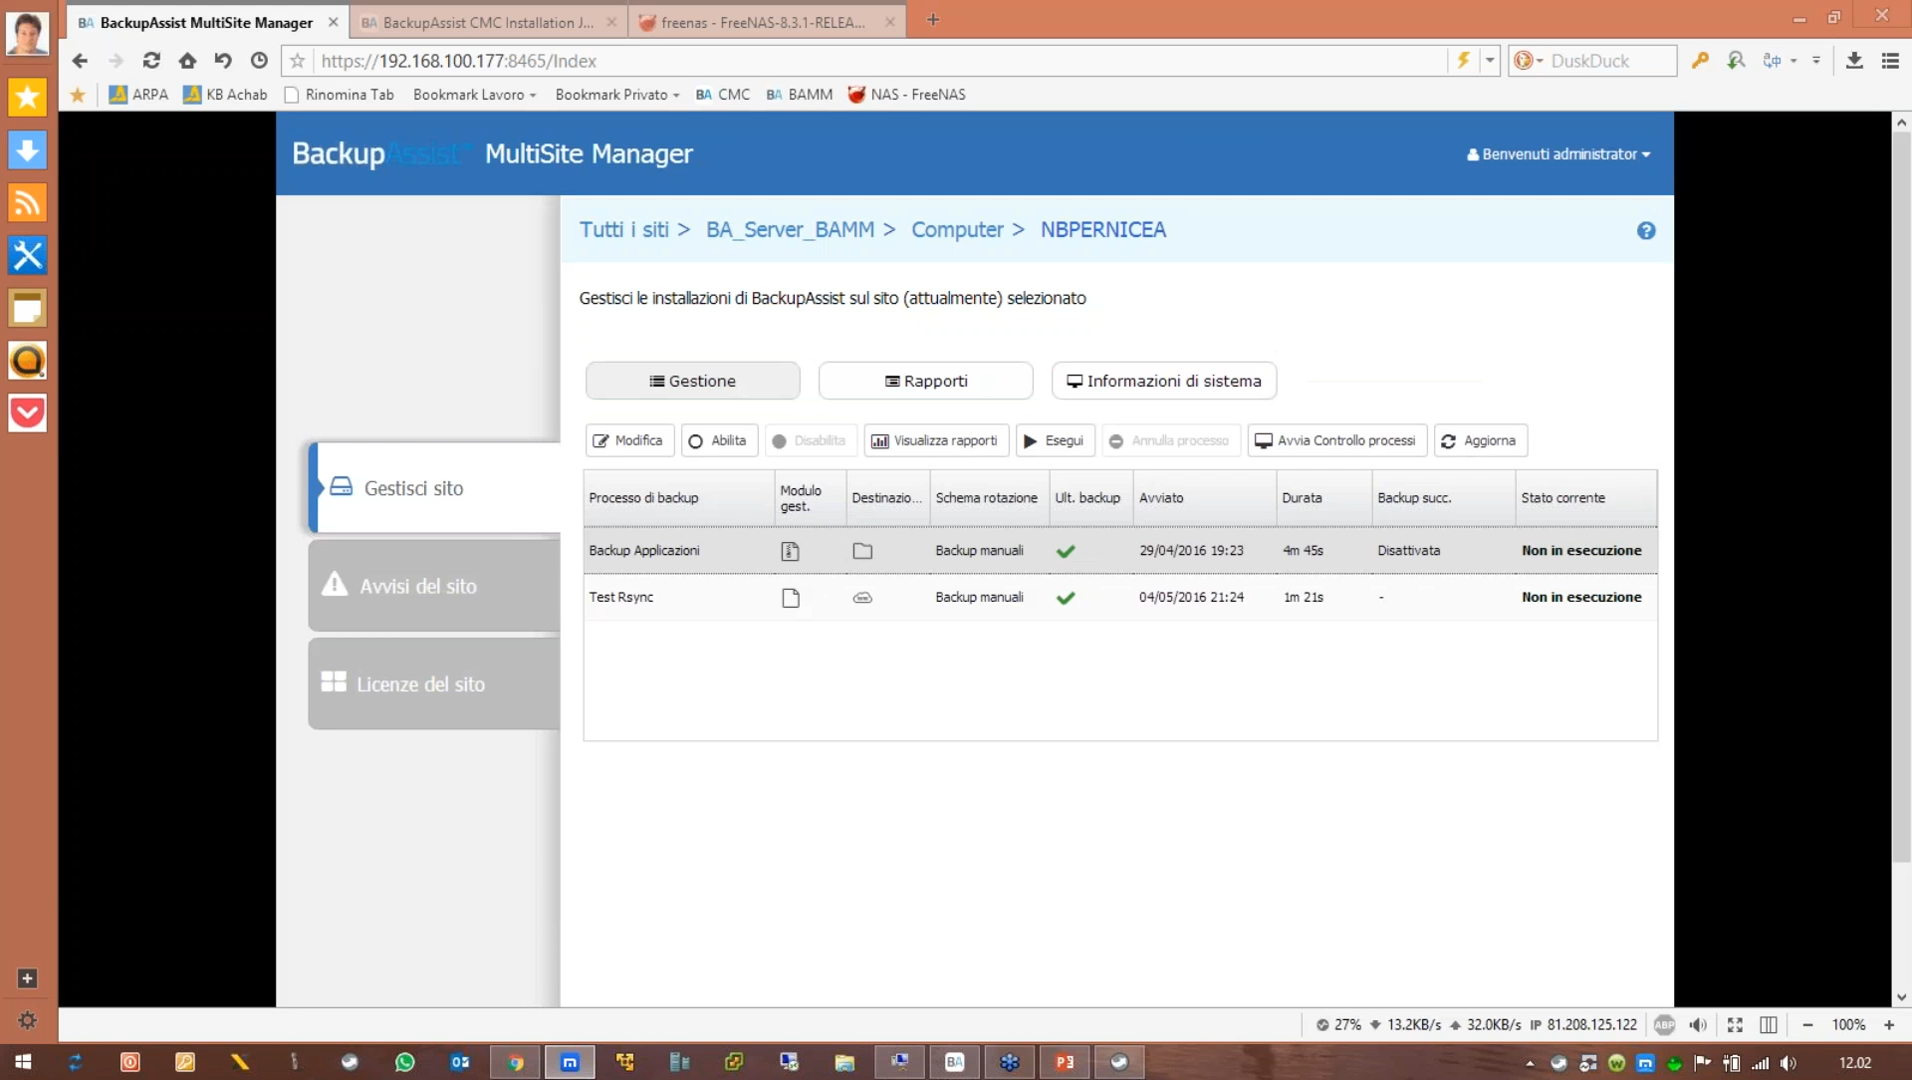 BA BackupAssist MultiSite Manager
BA BackupAssist CMC Installation J...
freenas - FreeNAS-8.3.1-RELEA...
https://192.168.100.177:8465/Index
DuskDuck
ARPA
KB Achab
Rinomina Tab
Bookmark Lavoro
Bookmark Privato
BA CMC
BA BAMM
NAS - FreeNAS
BackupAssist™ MultiSite Manager
Benvenuti administrator
Tutti i siti > BA_Server_BAMM > Computer > NBPERNICEA
Gestisci le installazioni di BackupAssist sul sito (attualmente) selezionato
Gestione
Rapporti
Informazioni di sistema
Modifica
Abilita
Disabilita
Visualizza rapporti
Esegui
Annulla processo
Avvia Controllo processi
Aggiorna
Gestisci sito
Avvisi del sito
Licenze del sito
Processo di backup Modulo gest. Destinazio... Schema rotazione Ult. backup Avviato Durata Backup succ. Stato corrente
Backup Applicazioni Backup manuali 29/04/2016 19:23 4m 45s Disattivata Non in esecuzione
Test Rsync Backup manuali 04/05/2016 21:24 1m 21s - Non in esecuzione
27% 13.2KB/s 32.0KB/s IP 81.208.125.122 ABP 100%
BA
12.02